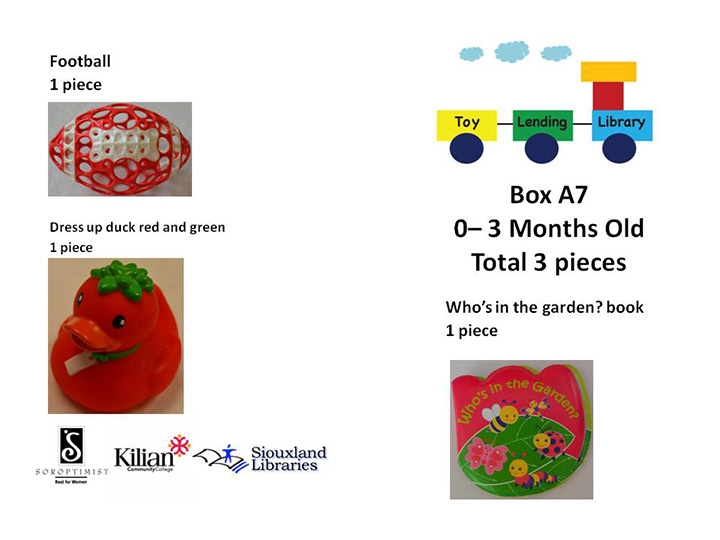 Football
1 piece
Dress up duck red and green
1 piece
SOROPTIMIST
Best for Women
Kilian
CommunityCollege
Siouxland
Libraries
Toy Lending Library
Box A7
0– 3 Months Old
Total 3 pieces
Who's in the garden? book
1 piece
Who's in the Garden?